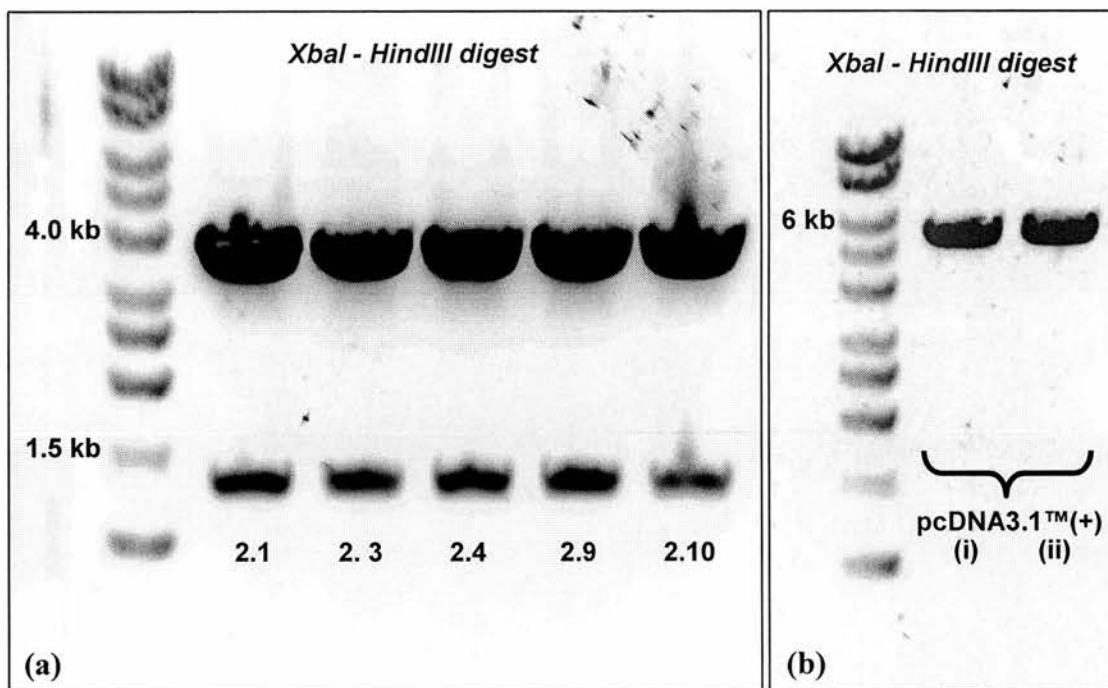 XbaI - HindIII digest
4.0 kb
1.5 kb
2.1 2. 3 2.4 2.9 2.10
(a)
XbaI - HindIII digest
6 kb
pcDNA3.1™(+)
(i) (ii)
(b)